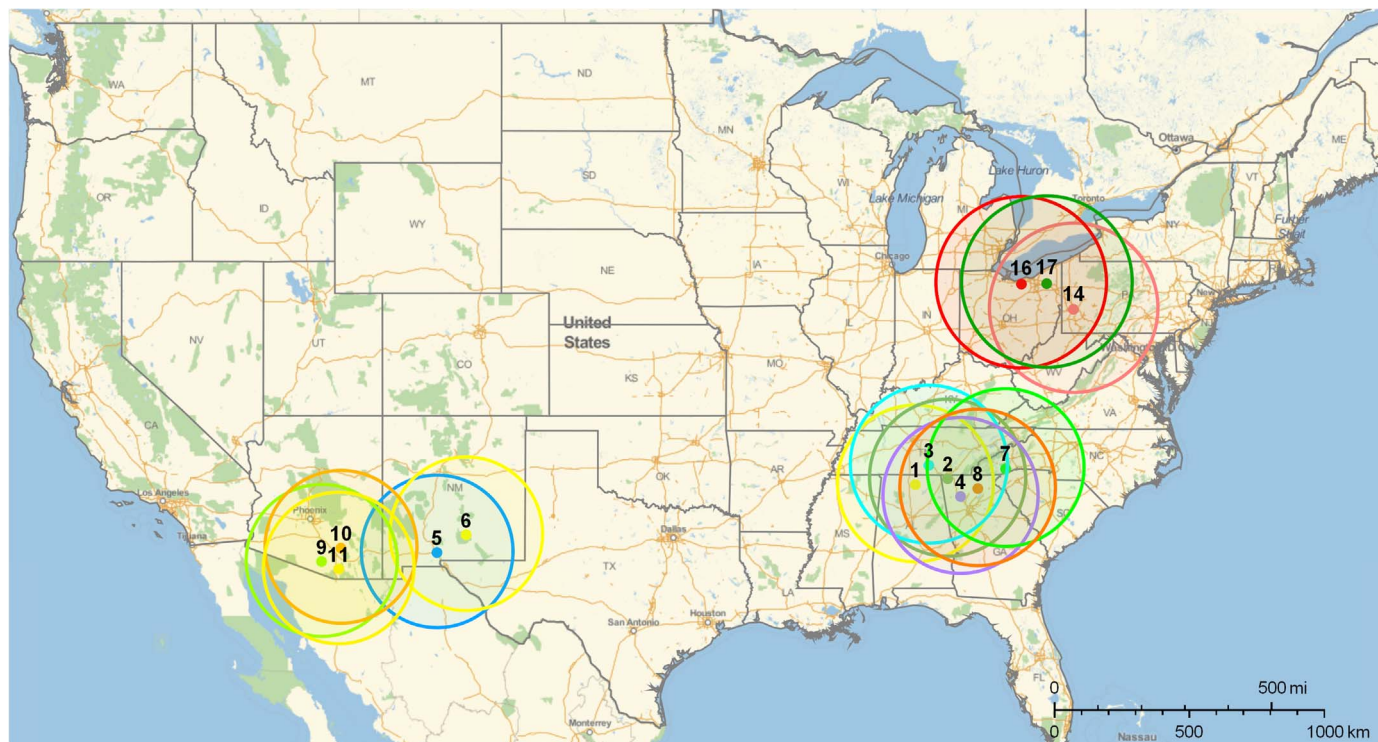 WA
MT
ND
MN
Ottawa
ME
OR
ID
SD
WI
Lake Huron
VT
Lake Michigan
MI
Toronto
WY
NY
Chicago
IA
NE
16
17
14
NV
UT
IL
IN
OH
United
States
CO
KS
MO
WV
VA
CA
KY
NC
3
7
1
2
8
4
Los Angeles
NM
OK
AR
Phoenix
SC
6
5
10
9
11
Dallas
MS
GA
TX
LA
San Antonio
Houston
FL
0
500 mi
Monterrey
0
500
1000 km
Nassau